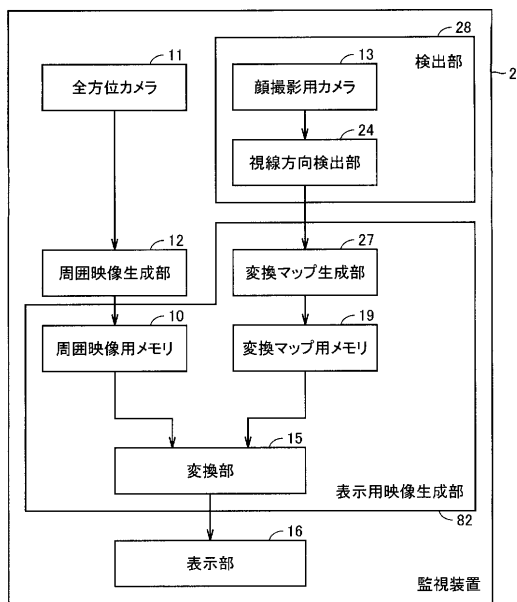 28
11
全方位カメラ
13
顔撮影用カメラ
検出部
2
24
視線方向検出部
12
周囲映像生成部
27
変換マップ生成部
10
周囲映像用メモリ
19
変換マップ用メモリ
15
変換部
表示用映像生成部
82
16
表示部
監視装置